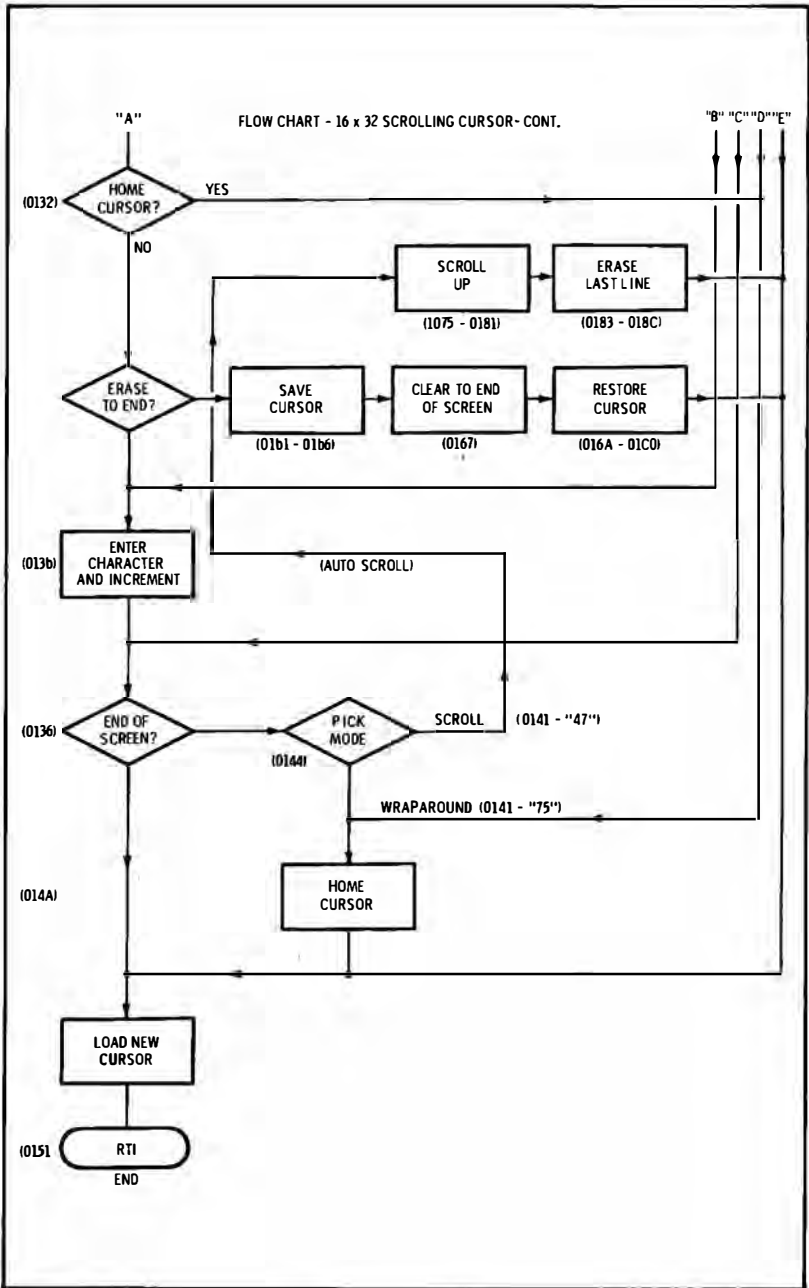 "A"
FLOW CHART - 16 x 32 SCROLLING CURSOR- CONT.
"B" "C" "D" "E"
(0132)
HOME
CURSOR?
YES
NO
SCROLL
UP
(1075 - 0181)
ERASE
LAST LINE
(0183 - 018C)
ERASE
TO END?
SAVE
CURSOR
(01b1 - 01b6)
CLEAR TO END
OF SCREEN
(0167)
RESTORE
CURSOR
(016A - 01C0)
(013b)
ENTER
CHARACTER
AND INCREMENT
(AUTO SCROLL)
(0136)
END OF
SCREEN?
PICK
MODE
(0144)
SCROLL
(0141 - "47")
WRAPAROUND (0141 - "75")
(014A)
HOME
CURSOR
LOAD NEW
CURSOR
(0151
RTI
END